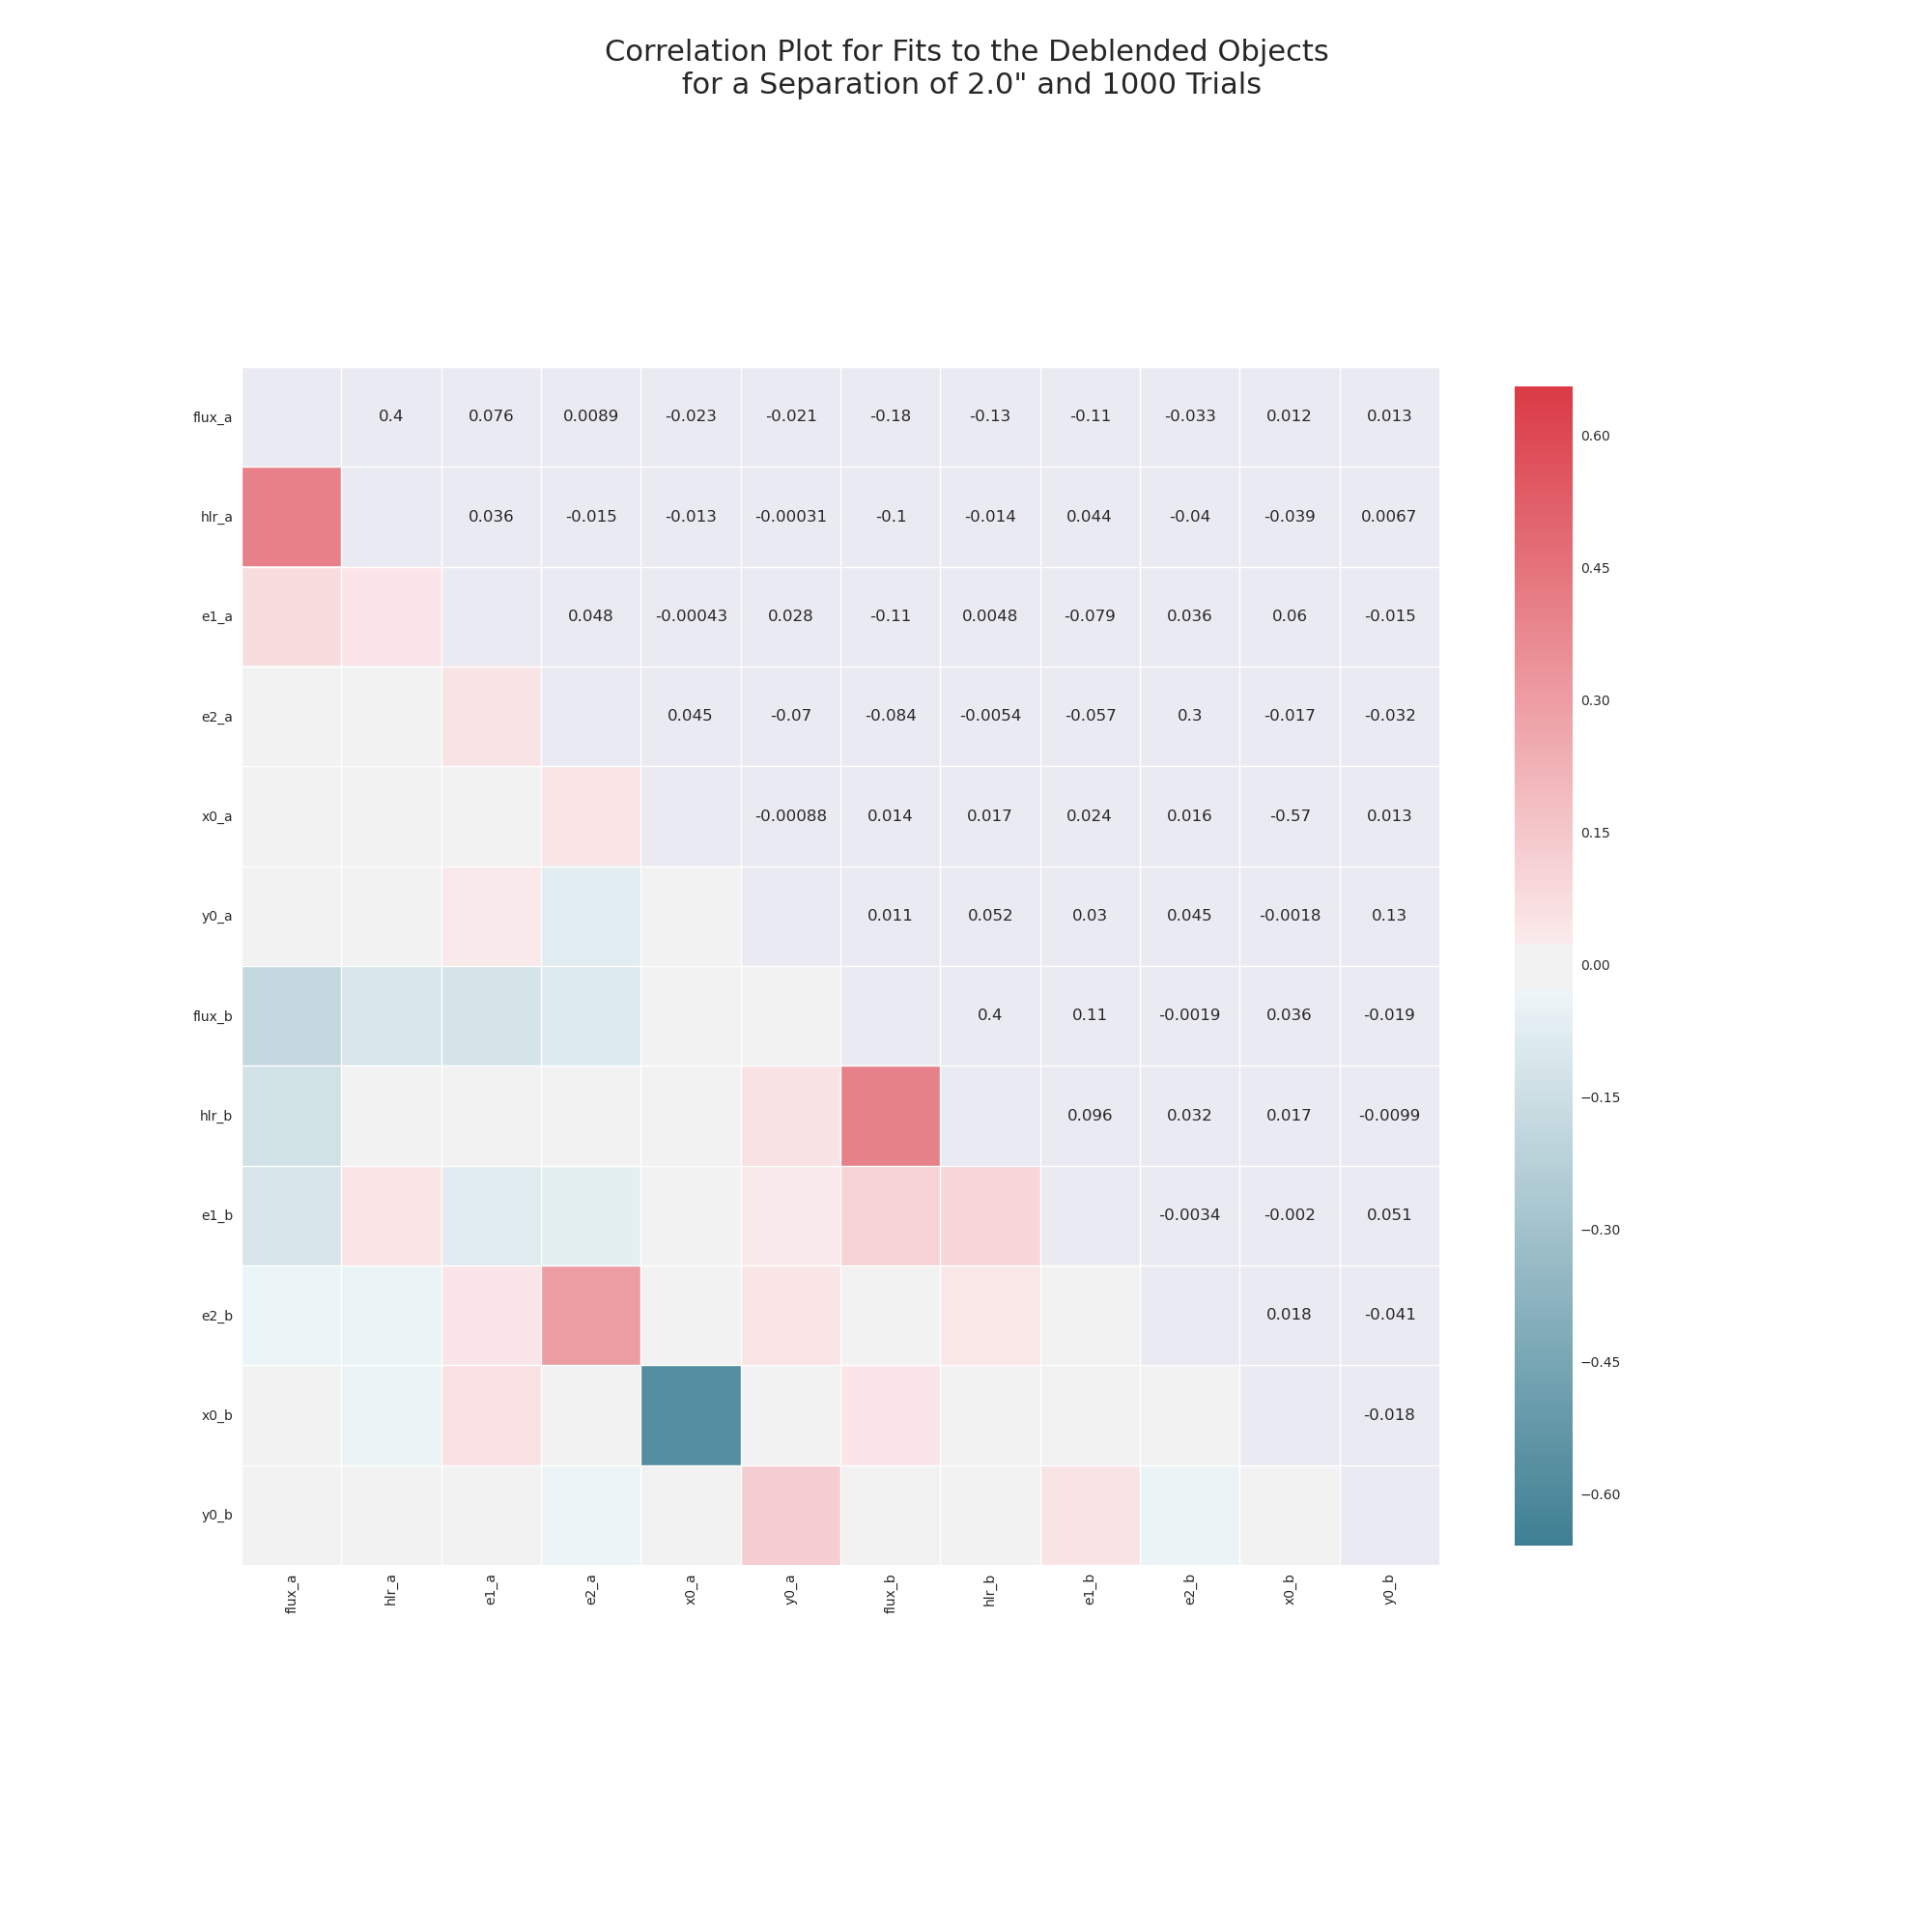 Correlation Plot for Fits to the Deblended Objects
for a Separation of 2.0" and 1000 Trials
flux_a 0.4 0.076 0.0089 -0.023 -0.021 -0.18 -0.13 -0.11 -0.033 0.012 0.013
hlr_a 0.036 -0.015 -0.013 -0.00031 -0.1 -0.014 0.044 -0.04 -0.039 0.0067
e1_a 0.048 -0.00043 0.028 -0.11 0.0048 -0.079 0.036 0.06 -0.015
e2_a 0.045 -0.07 -0.084 -0.0054 -0.057 0.3 -0.017 -0.032
x0_a -0.00088 0.014 0.017 0.024 0.016 -0.57 0.013
y0_a 0.011 0.052 0.03 0.045 -0.0018 0.13
flux_b 0.4 0.11 -0.0019 0.036 -0.019
hlr_b 0.096 0.032 0.017 -0.0099
e1_b -0.0034 -0.002 0.051
e2_b 0.018 -0.041
x0_b -0.018
y0_b
flux_a hlr_a e1_a e2_a x0_a y0_a flux_b hlr_b e1_b e2_b x0_b y0_b
0.60
0.45
0.30
0.15
0.00
−0.15
−0.30
−0.45
−0.60